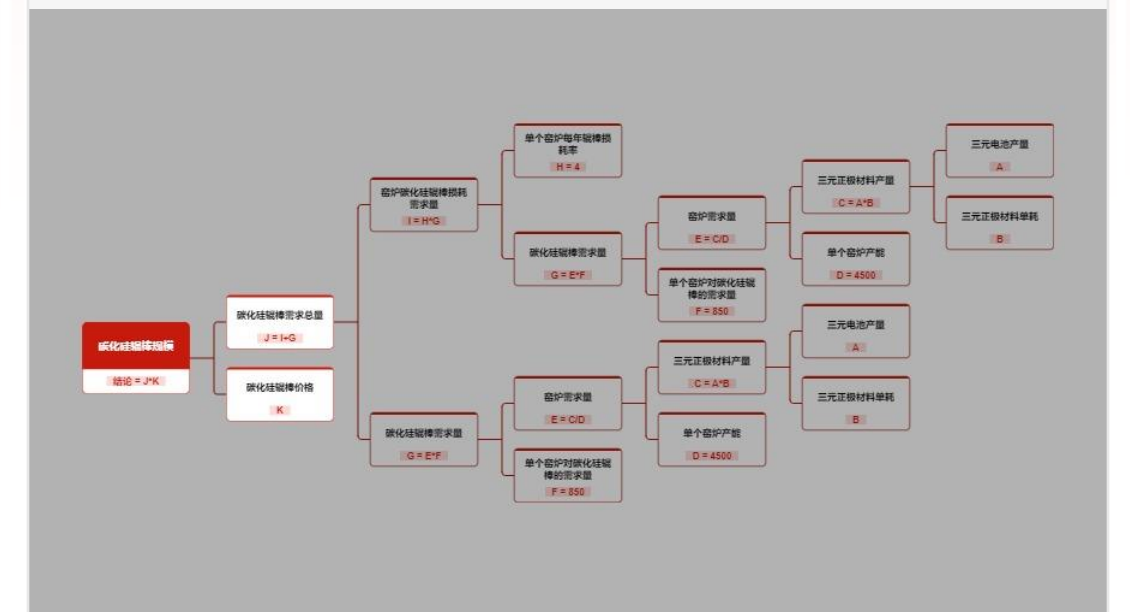 碳化硅辊棒规模
结论 = J*K
碳化硅辊棒需求总量
J = I+G
碳化硅辊棒价格
K
窑炉碳化硅辊棒损耗
需求量
I = H*G
单个窑炉每年辊棒损
耗率
H = 4
碳化硅辊棒需求量
G = E*F
窑炉需求量
E = C/D
三元正极材料产量
C = A*B
三元电池产量
A
三元正极材料单耗
B
单个窑炉产能
D = 4500
单个窑炉对碳化硅辊
棒的需求量
F = 850
碳化硅辊棒需求量
G = E*F
窑炉需求量
E = C/D
三元正极材料产量
C = A*B
三元电池产量
A
三元正极材料单耗
B
单个窑炉产能
D = 4500
单个窑炉对碳化硅辊
棒的需求量
F = 850